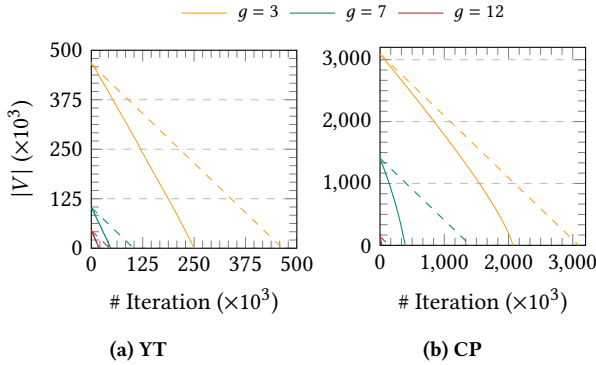 g = 3 g = 7 g = 12
|V| (×10³)
500
375
250
125
0
0 125 250 375 500
# Iteration (×10³)
(a) YT
3,000
2,000
1,000
0
0 1,000 2,000 3,000
# Iteration (×10³)
(b) CP